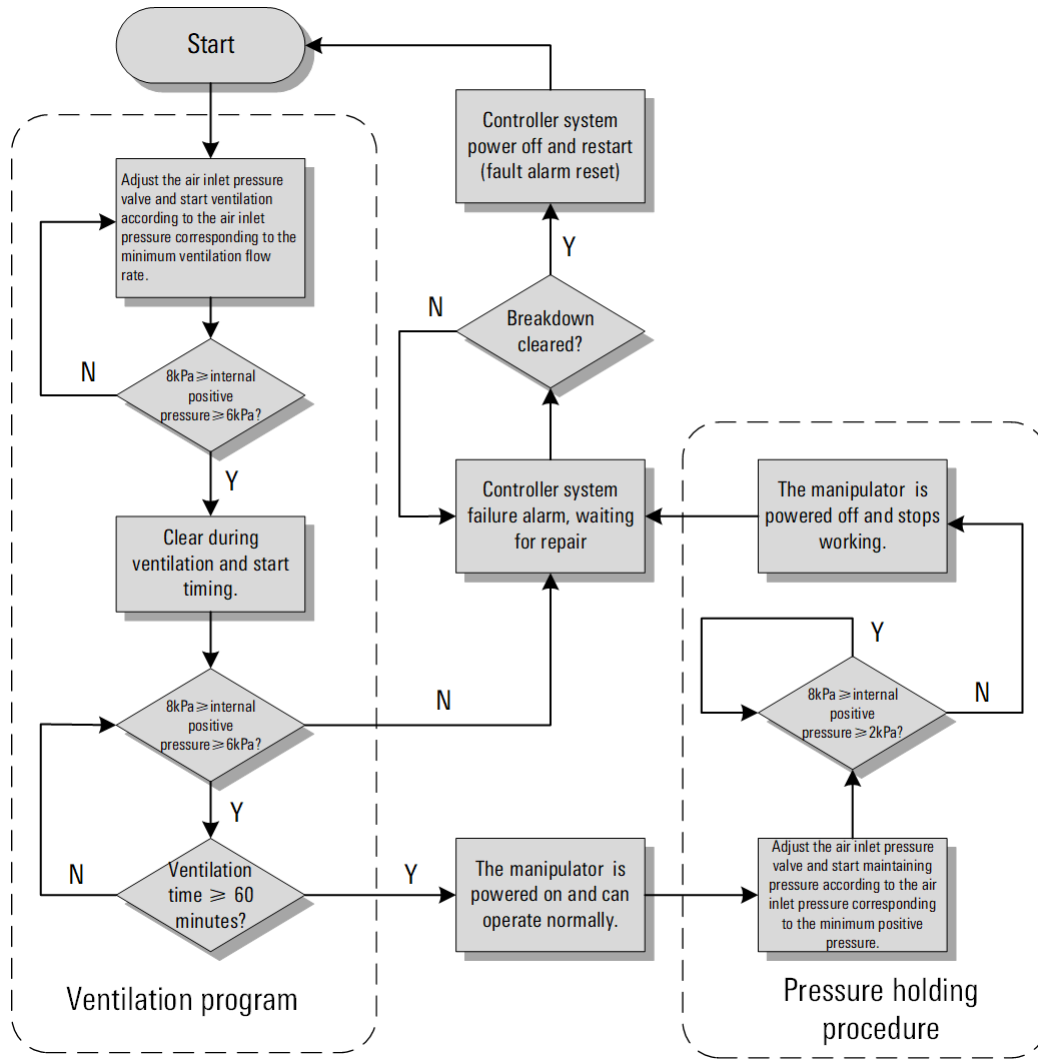 Start
Adjust the air inlet pressure
valve and start ventilation
according to the air inlet
pressure corresponding to the
minimum ventilation flow
rate.
N
8kPa≥internal
positive
pressure≥6kPa?
Y
Clear during
ventilation and start
timing.
8kPa≥internal
positive
pressure≥6kPa?
N
Y
N
Ventilation
time ≥ 60
minutes?
Y
Ventilation program
Controller system
power off and restart
(fault alarm reset)
Y
N
Breakdown
cleared?
Controller system
failure alarm, waiting
for repair
The manipulator is
powered on and can
operate normally.
The manipulator is
powered off and stops
working.
Y
8kPa≥internal
positive
pressure≥2kPa?
N
Adjust the air inlet pressure
valve and start maintaining
pressure according to the air
inlet pressure corresponding
to the minimum positive
pressure.
Pressure holding
procedure